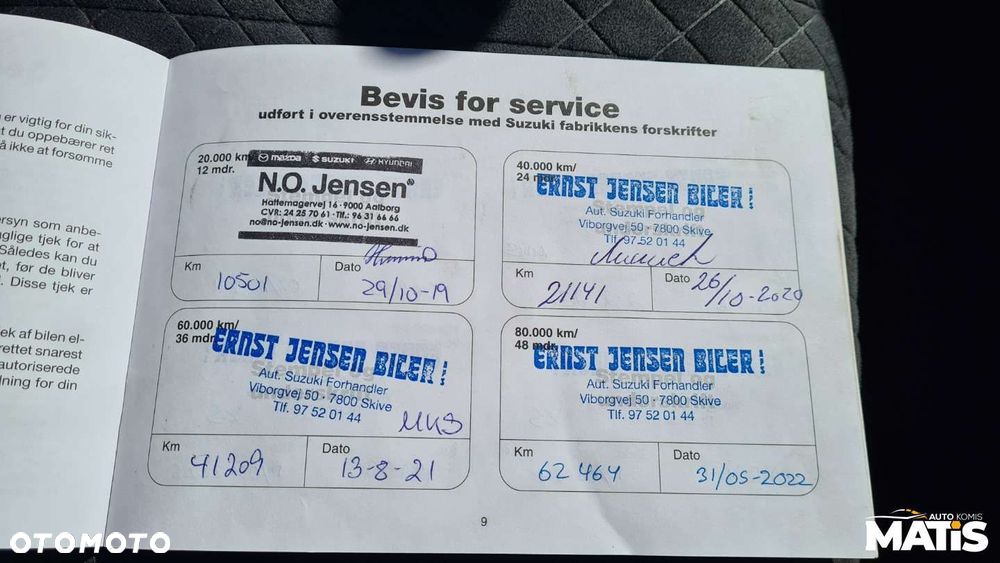 er vigtig for din sik-
t du oppebærer ret
å ikke at forsømme
ersyn som anbe-
glige tjek for at
Således kan du
et, før de bliver
Disse tjek er
ek af bilen el-
rettet snarest
autoriserede
dning for din
Bevis for service
udført i overensstemmelse med Suzuki fabrikkens forskrifter
20.000 km/
12 mdr.
mazda SUZUKI HYUNDAI
N.O. Jensen
Hattemagervej 16 · 9000 Aalborg
CVR: 24 25 70 61 · Tlf.: 96 31 66 66
no@no-jensen.dk · www.no-jensen.dk
Km
10501
Dato
29/10-19
40.000 km/
24 mdr.
ERNST JENSEN BILER!
Aut. Suzuki Forhandler
Viborgvej 50 - 7800 Skive
Tlf. 97 52 01 44
Km
21141
Dato
26/10-2020
60.000 km/
36 mdr.
ERNST JENSEN BILER!
Aut. Suzuki Forhandler
Viborgvej 50 - 7800 Skive
Tlf. 97 52 01 44
Km
41209
Dato
13-8-21
80.000 km/
48 mdr.
ERNST JENSEN BILER!
Aut. Suzuki Forhandler
Viborgvej 50 - 7800 Skive
Tlf. 97 52 01 44
Km
62464
Dato
31/05-2022
9
OTOMOTO
AUTO KOMIS
MATIS